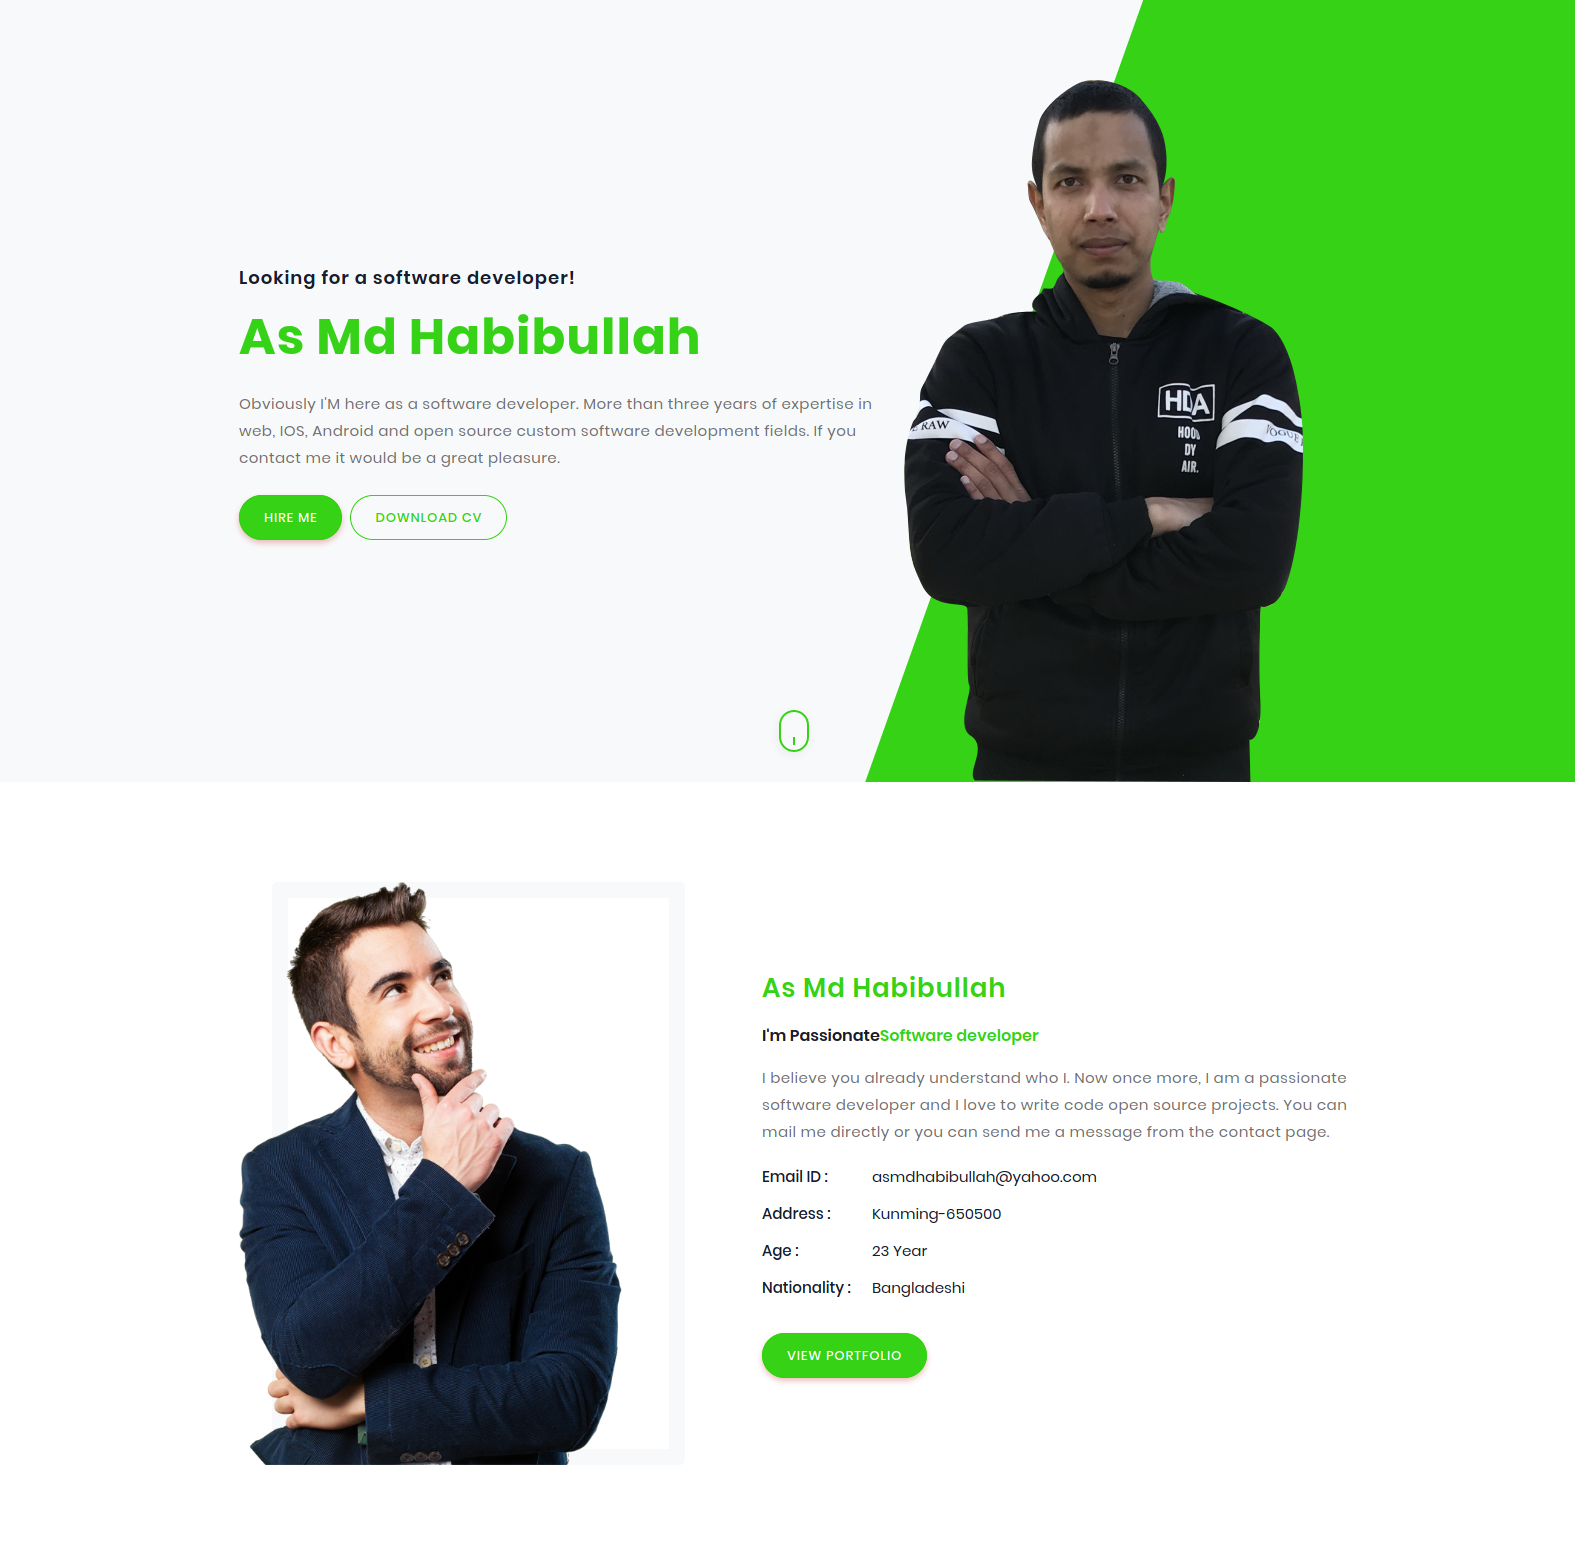 Looking for a software developer!
As Md Habibullah
Obviously I'M here as a software developer. More than three years of expertise in
web, IOS, Android and open source custom software development fields. If you
contact me it would be a great pleasure.
HIRE ME
DOWNLOAD CV
HDA
HOOD
DY
AIR.
RAW
As Md Habibullah
I'm PassionateSoftware developer
I believe you already understand who I. Now once more, I am a passionate
software developer and I love to write code open source projects. You can
mail me directly or you can send me a message from the contact page.
Email ID : asmdhabibullah@yahoo.com
Address : Kunming-650500
Age : 23 Year
Nationality : Bangladeshi
VIEW PORTFOLIO